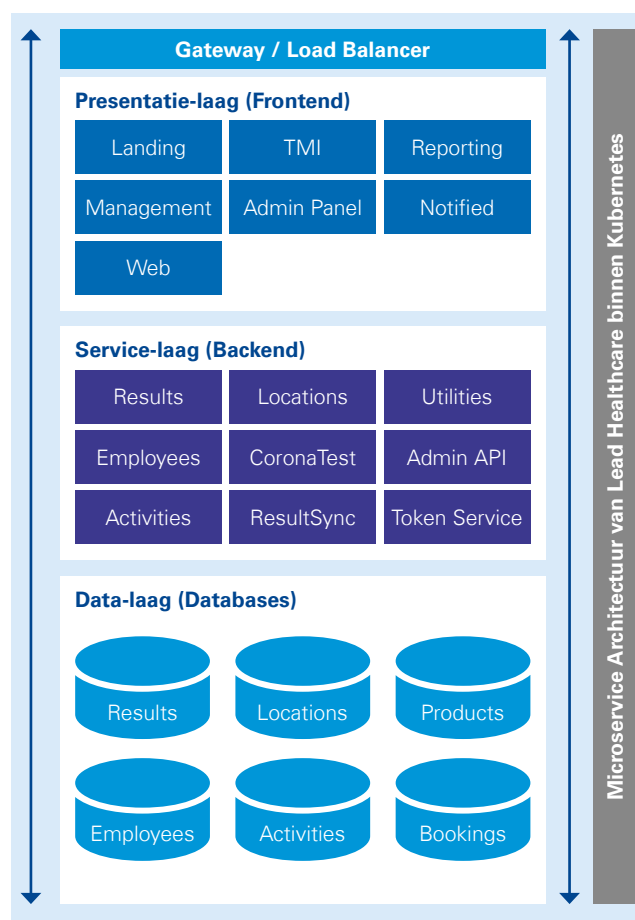 Gateway / Load Balancer
Presentatie-laag (Frontend)
Landing
TMI
Reporting
Management
Admin Panel
Notified
Web
Service-laag (Backend)
Results
Locations
Utilities
Employees
CoronaTest
Admin API
Activities
ResultSync
Token Service
Data-laag (Databases)
Results
Locations
Products
Employees
Activities
Bookings
Microservice Architectuur van Lead Healthcare binnen Kubernetes